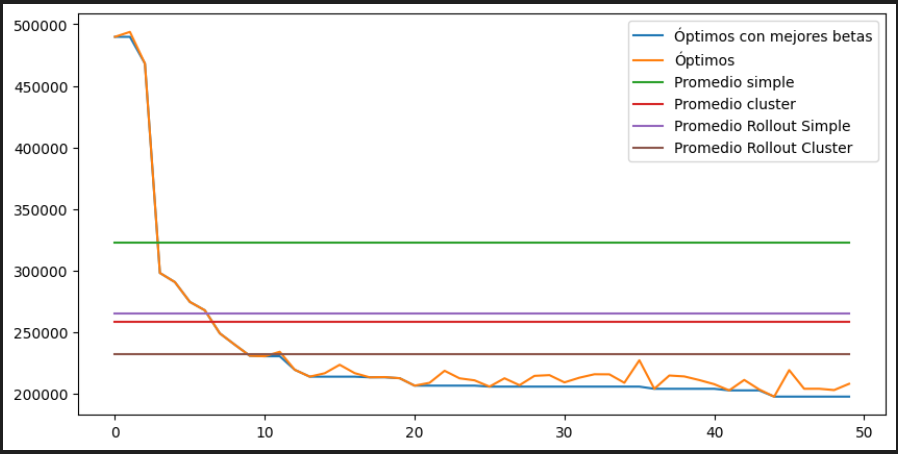 500000
450000
400000
350000
300000
250000
200000
Óptimos con mejores betas
Óptimos
Promedio simple
Promedio cluster
Promedio Rollout Simple
Promedio Rollout Cluster
0 10 20 30 40 50